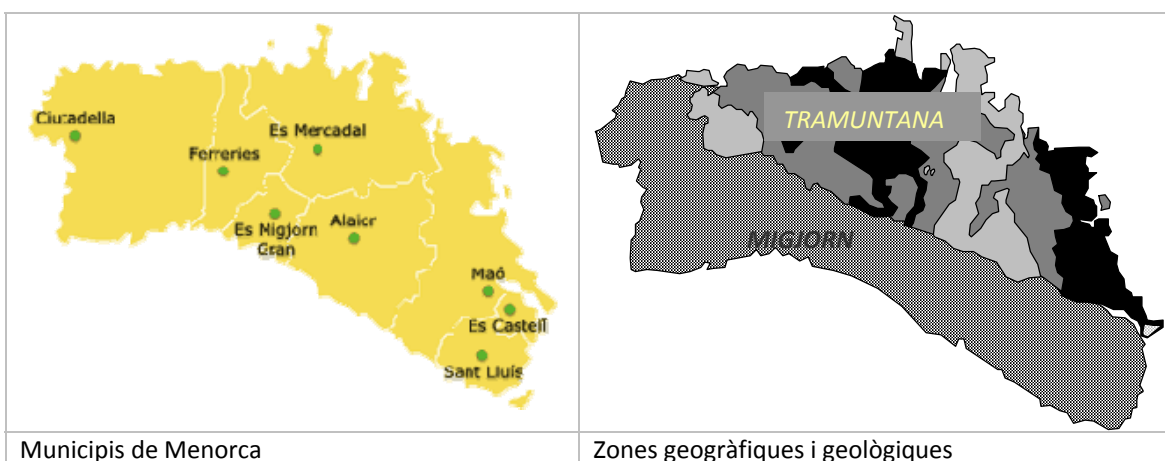 Ciutadella
Ferreries
Es Mercadal
Es Migjorn
Gran
Alaior
Maó
Es Castell
Sant Lluís
TRAMUNTANA
MIGJORN
Municipis de Menorca
Zones geogràfiques i geològiques